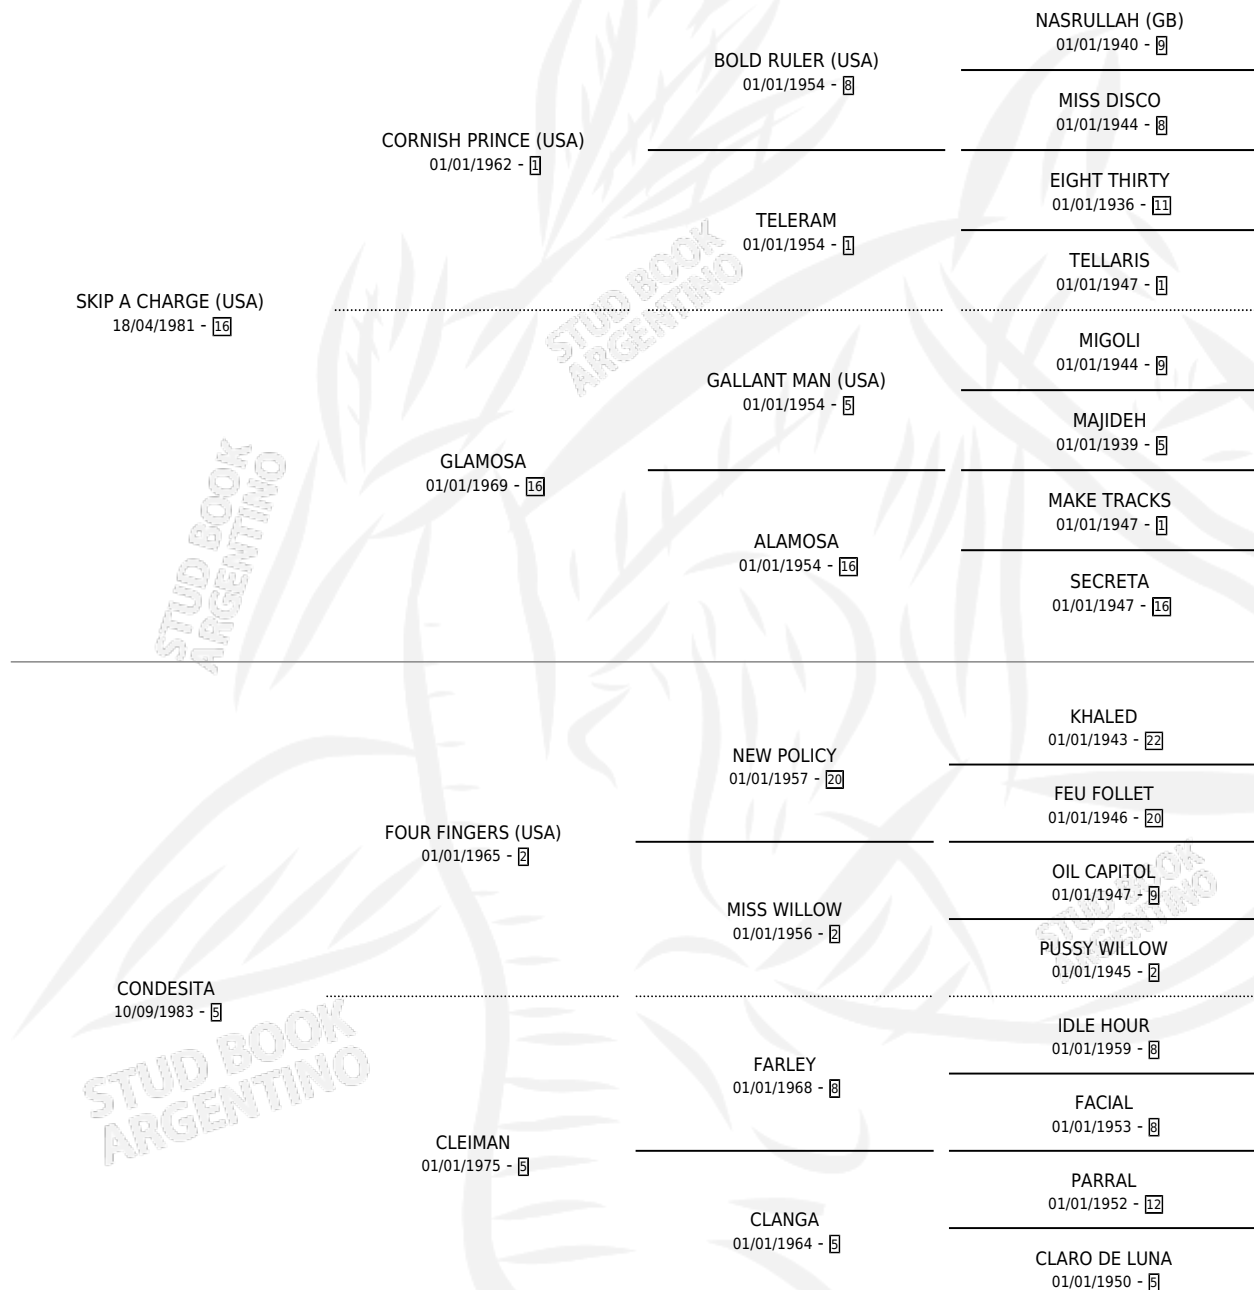 NASRULLAH (GB)
01/01/1940 - 9
BOLD RULER (USA)
01/01/1954 - 8
MISS DISCO
01/01/1944 - 8
CORNISH PRINCE (USA)
01/01/1962 - 1
EIGHT THIRTY
01/01/1936 - 11
TELERAM
01/01/1954 - 1
TELLARIS
01/01/1947 - 1
SKIP A CHARGE (USA)
18/04/1981 - 16
MIGOLI
01/01/1944 - 9
GALLANT MAN (USA)
01/01/1954 - 5
MAJIDEH
01/01/1939 - 5
GLAMOSA
01/01/1969 - 16
MAKE TRACKS
01/01/1947 - 1
ALAMOSA
01/01/1954 - 16
SECRETA
01/01/1947 - 16
KHALED
01/01/1943 - 22
NEW POLICY
01/01/1957 - 20
FEU FOLLET
01/01/1946 - 20
FOUR FINGERS (USA)
01/01/1965 - 2
OIL CAPITOL
01/01/1947 - 9
MISS WILLOW
01/01/1956 - 2
PUSSY WILLOW
01/01/1945 - 2
CONDESITA
10/09/1983 - 5
IDLE HOUR
01/01/1959 - 8
FARLEY
01/01/1968 - 8
FACIAL
01/01/1953 - 8
CLEIMAN
01/01/1975 - 5
PARRAL
01/01/1952 - 12
CLANGA
01/01/1964 - 5
CLARO DE LUNA
01/01/1950 - 5
STUD BOOK
ARGENTINO
STUD BOOK
ARGENTINO
STUD BOOK
ARGENTINO
STUD BOOK
ARGENTINO